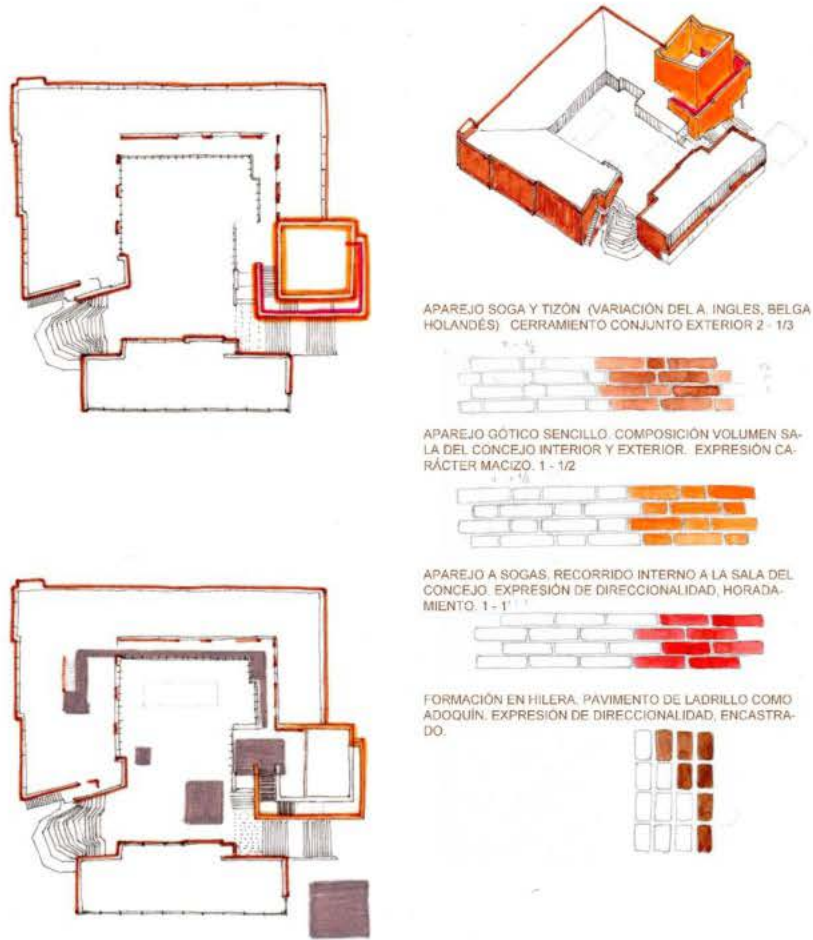 APAREJO SOGA Y TIZÓN (VARIACIÓN DEL A. INGLES, BELGA
HOLANDÉS) CERRAMIENTO CONJUNTO EXTERIOR 2 - 1/3
APAREJO GÓTICO SENCILLO. COMPOSICIÓN VOLUMEN SA-
LA DEL CONCEJO INTERIOR Y EXTERIOR. EXPRESIÓN CA-
RÁCTER MACIZO. 1 - 1/2
APAREJO A SOGAS, RECORRIDO INTERNO A LA SALA DEL
CONCEJO. EXPRESIÓN DE DIRECCIONALIDAD, HORADA-
MIENTO. 1 - 1
FORMACIÓN EN HILERA. PAVIMENTO DE LADRILLO COMO
ADOQUÍN. EXPRESIÓN DE DIRECCIONALIDAD, ENCASTRA-
DO.